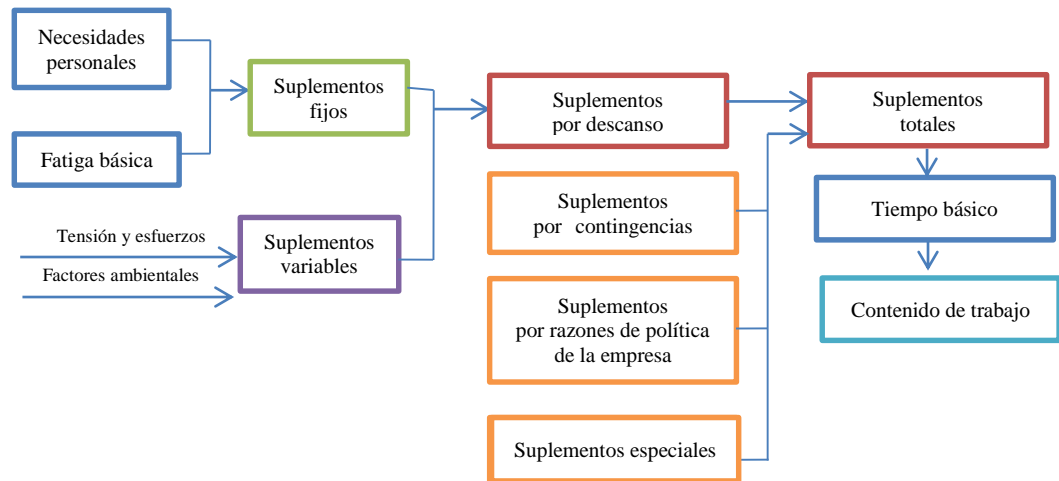 Necesidades
personales
Fatiga básica
Tensión y esfuerzos
Factores ambientales
Suplementos
fijos
Suplementos
variables
Suplementos
por descanso
Suplementos
por contingencias
Suplementos
por razones de política
de la empresa
Suplementos especiales
Suplementos
totales
Tiempo básico
Contenido de trabajo